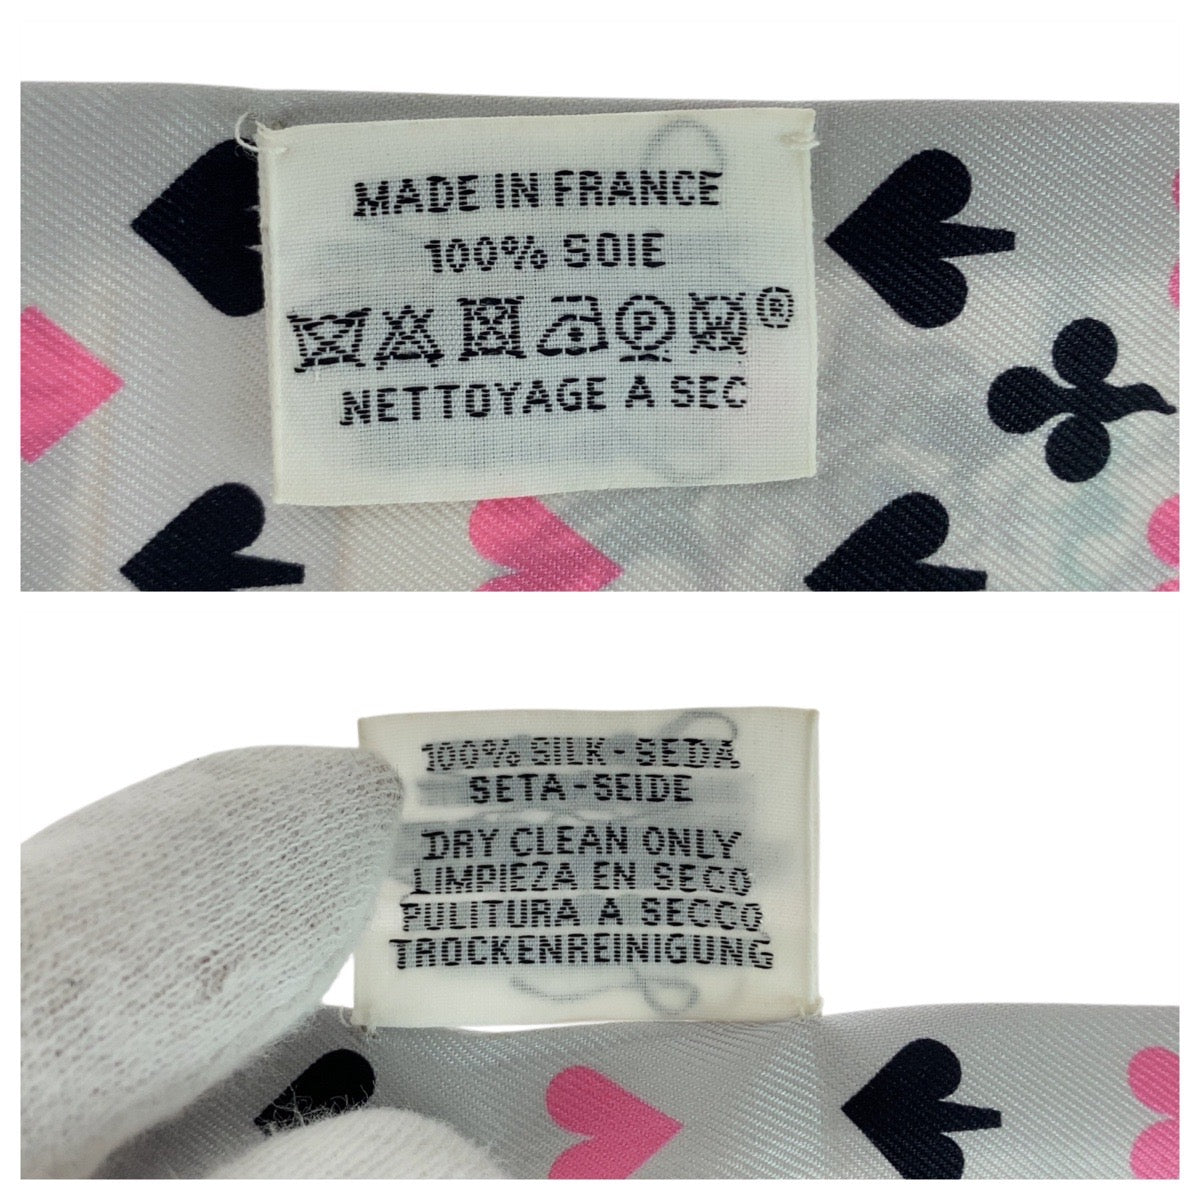 MADE IN FRANCE
100% SOIE
P ®
NETTOYAGE A SEC
100% SILK - SEDA
SETA - SEIDE
DRY CLEAN ONLY
LIMPIEZA EN SECO
PULITURA A SECCO
TROCKENREINIGUNG